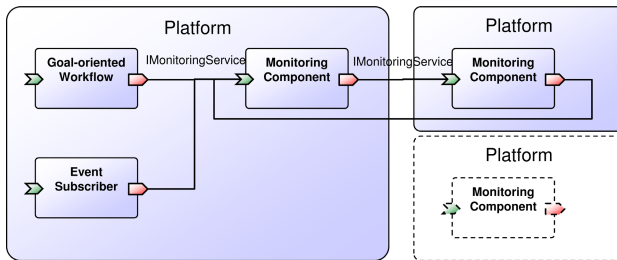 Platform
Goal-oriented
Workflow
IMonitoringService
Monitoring
Component
IMonitoringService
Event
Subscriber
Platform
Monitoring
Component
Platform
Monitoring
Component